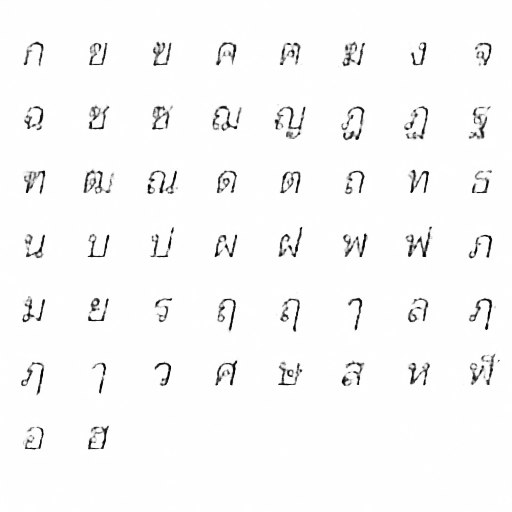 ก ข ฃ ค ฅ ฆ ง จ
ฉ ช ซ ฌ ญ ฎ ฏ ฐ
ฑ ฒ ณ ด ต ถ ท ธ
น บ ป ผ ฝ พ ฟ ภ
ม ย ร ฤ ฤ ๅ ล ฦ
ฦ ๅ ว ศ ษ ส ห ฬ
อ ฮ